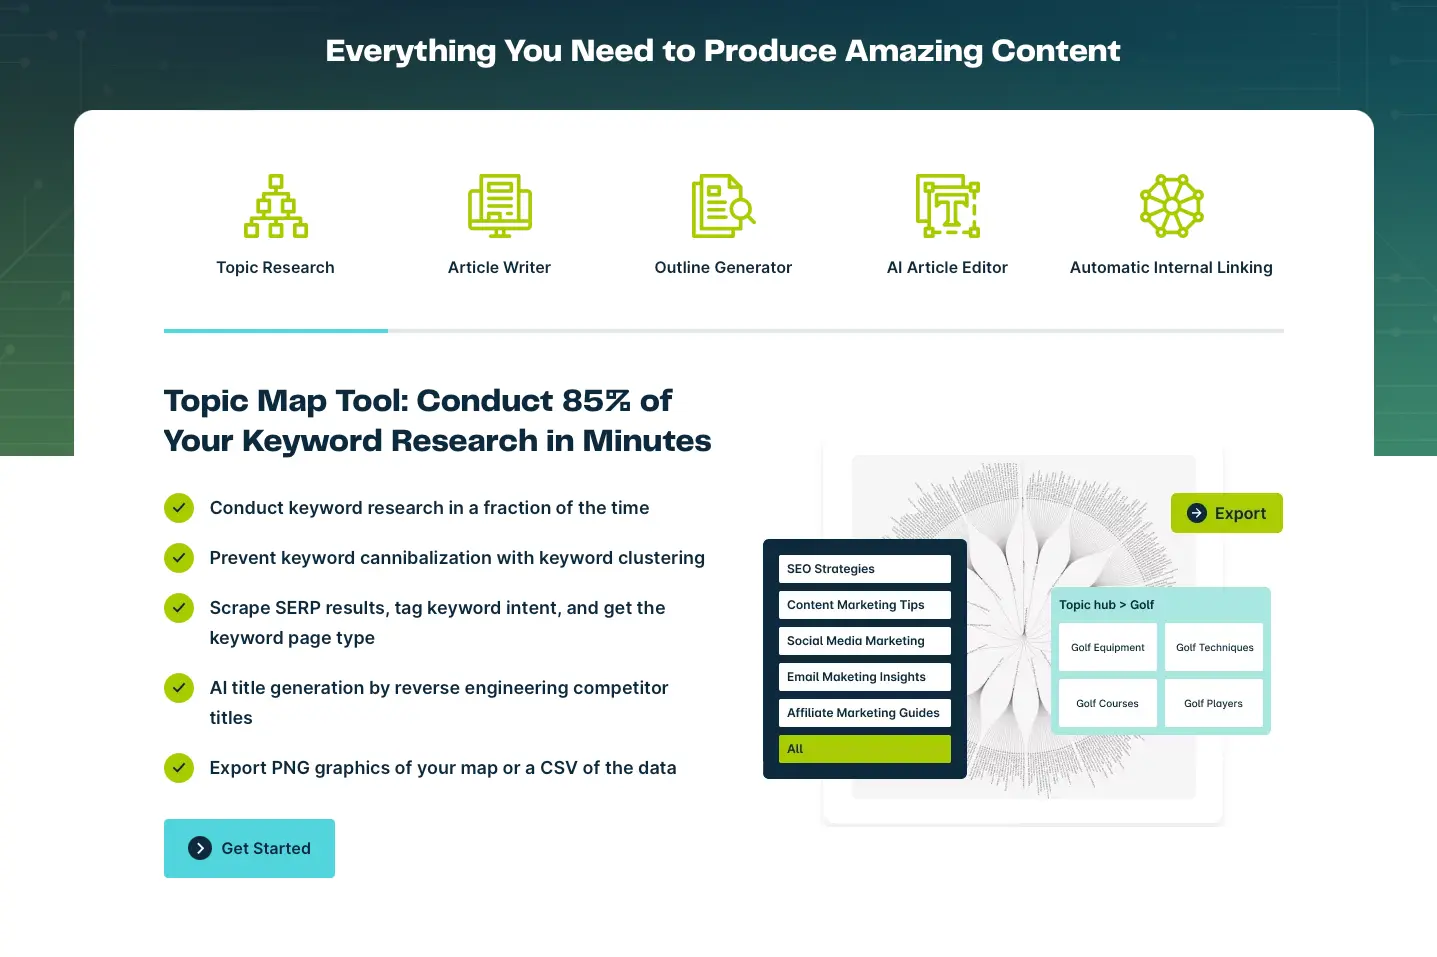 Everything You Need to Produce Amazing Content
Topic Research
Article Writer
Outline Generator
AI Article Editor
Automatic Internal Linking
Topic Map Tool: Conduct 85% of
Your Keyword Research in Minutes
Conduct keyword research in a fraction of the time
Prevent keyword cannibalization with keyword clustering
Scrape SERP results, tag keyword intent, and get the
keyword page type
AI title generation by reverse engineering competitor
titles
Export PNG graphics of your map or a CSV of the data
Get Started
Export
SEO Strategies
Content Marketing Tips
Social Media Marketing
Email Maketing Insights
Affiliate Marketing Guides
All
Topic hub > Golf
Golf Equipment
Golf Techniques
Golf Courses
Golf Players